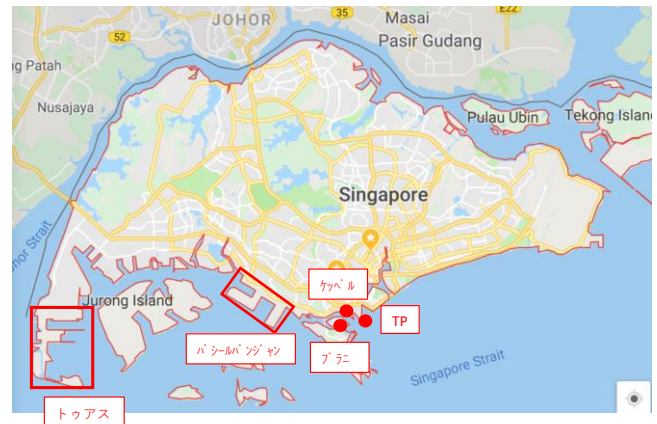 JOHOR
35
Masai
E22
52
Pasir Gudang
ng Patah
Nusajaya
Pulau Ubin
Tekong Island
Singapore
hor Strait
Jurong Island
ｹｯﾍﾟﾙ
TP
ﾊﾟｼｰﾙﾊﾟﾝｼﾞｬﾝ
ﾌﾞﾗﾆ
Singapore Strait
トゥアス